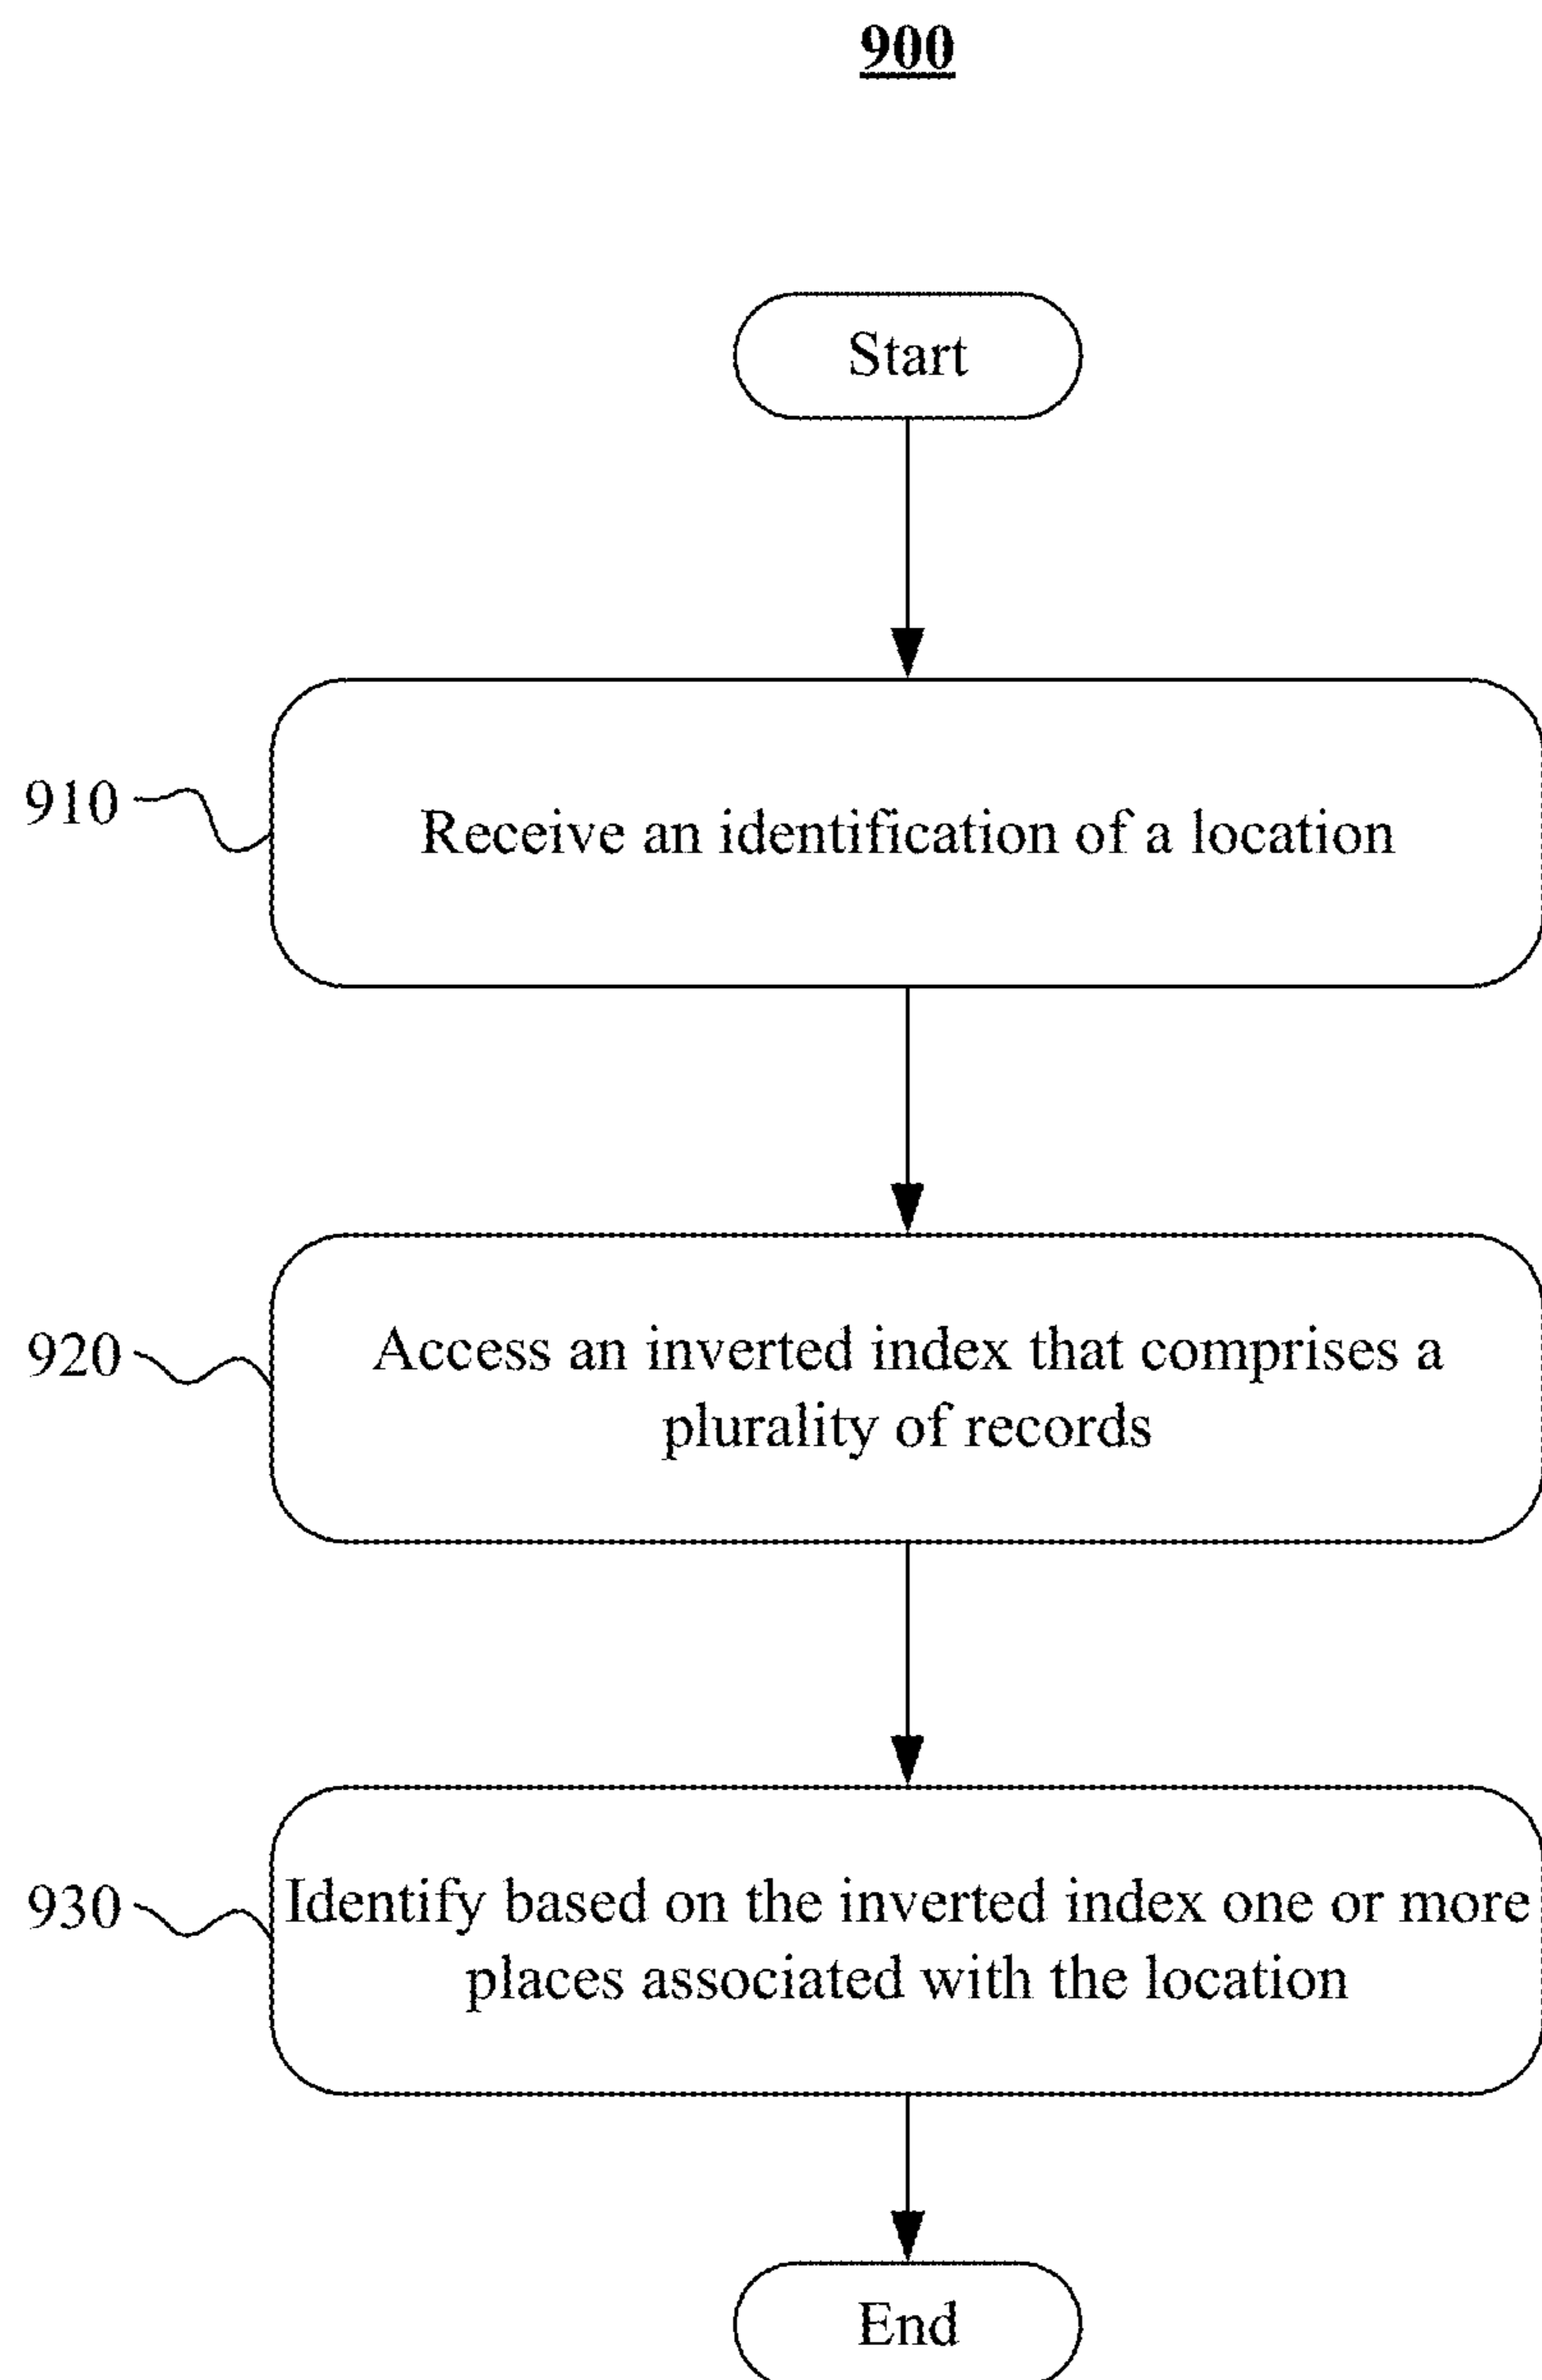 900
Start
910
Receive an identification of a location
920
Access an inverted index that comprises a
plurality of records
930
Identify based on the inverted index one or more
places associated with the location
End